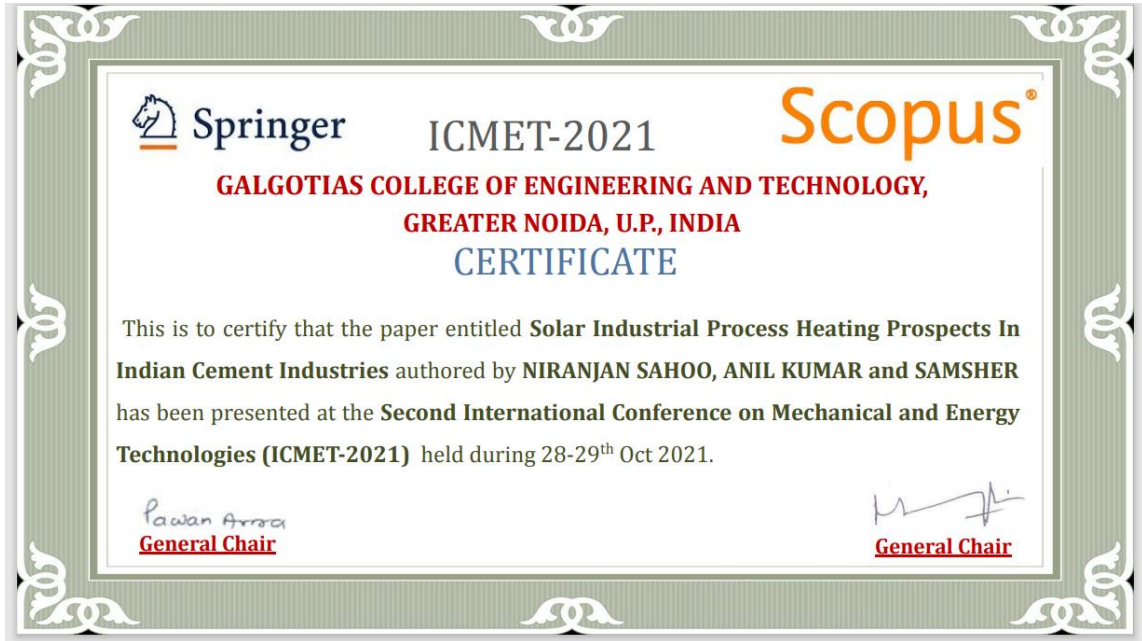 Springer ICMET-2021 Scopus®
GALGOTIAS COLLEGE OF ENGINEERING AND TECHNOLOGY,
GREATER NOIDA, U.P., INDIA
CERTIFICATE
This is to certify that the paper entitled Solar Industrial Process Heating Prospects In
Indian Cement Industries authored by NIRANJAN SAHOO, ANIL KUMAR and SAMSHER
has been presented at the Second International Conference on Mechanical and Energy
Technologies (ICMET-2021) held during 28-29th Oct 2021.
Pawan Arora
General Chair General Chair